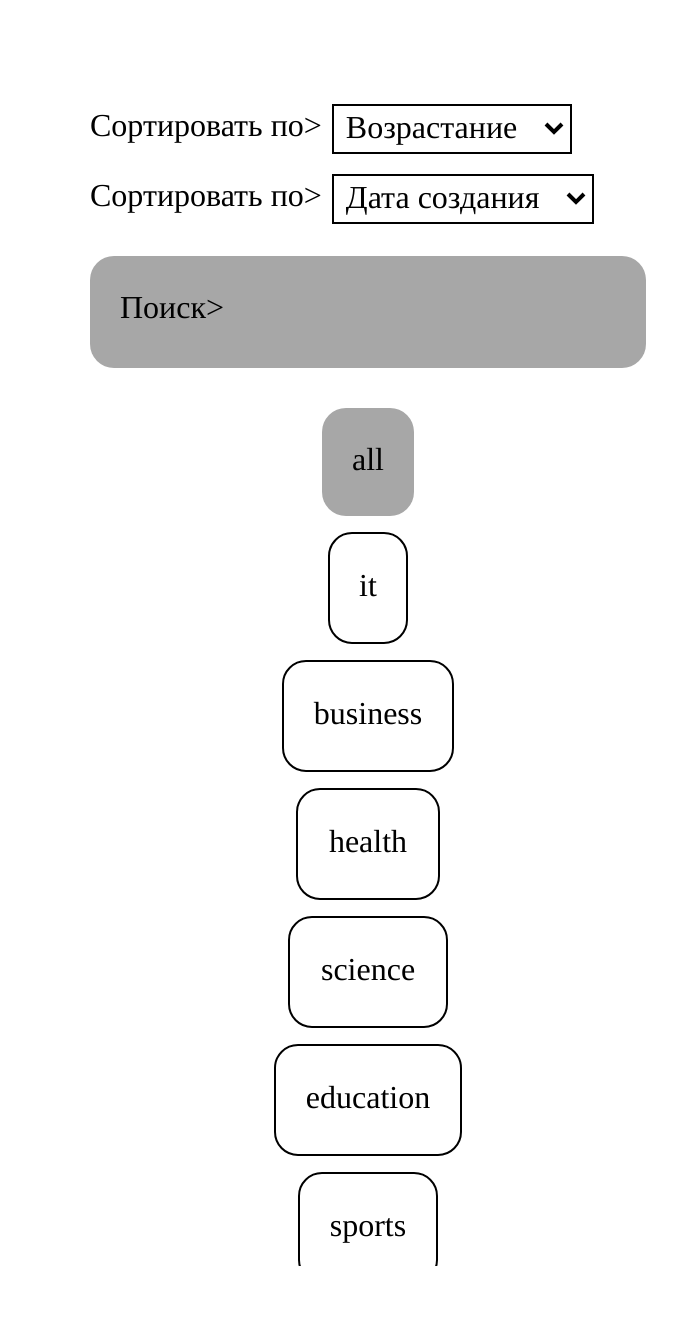 Сортировать по> Возрастание
Сортировать по> Дата создания
Поиск>
all
it
business
health
science
education
sports